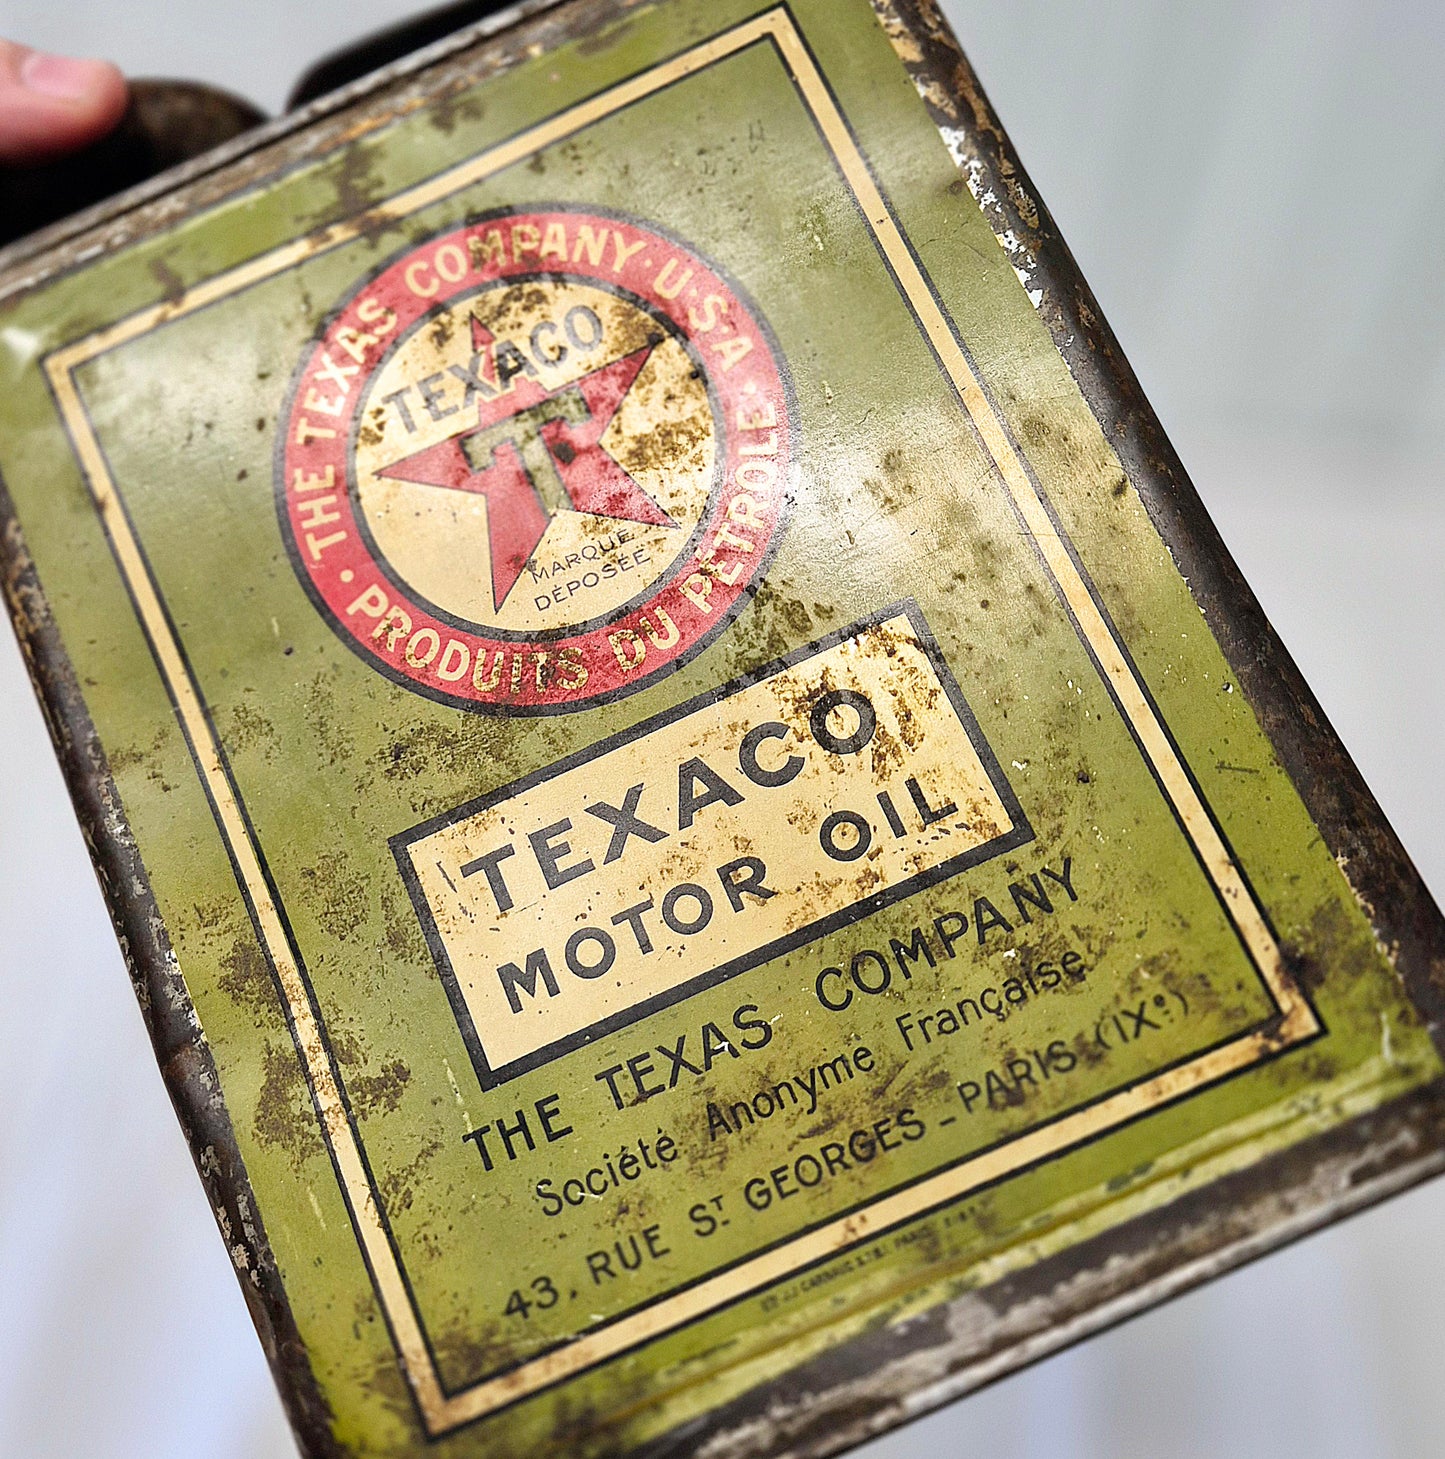 THE TEXAS COMPANY · U·S·A ·
TEXACO
T
MARQUE
DÉPOSÉE
· PRODUITS DU PÉTROLE
TEXACO
MOTOR OIL
THE TEXAS COMPANY
Société Anonyme Française
43, RUE ST GEORGES - PARIS (IXe)